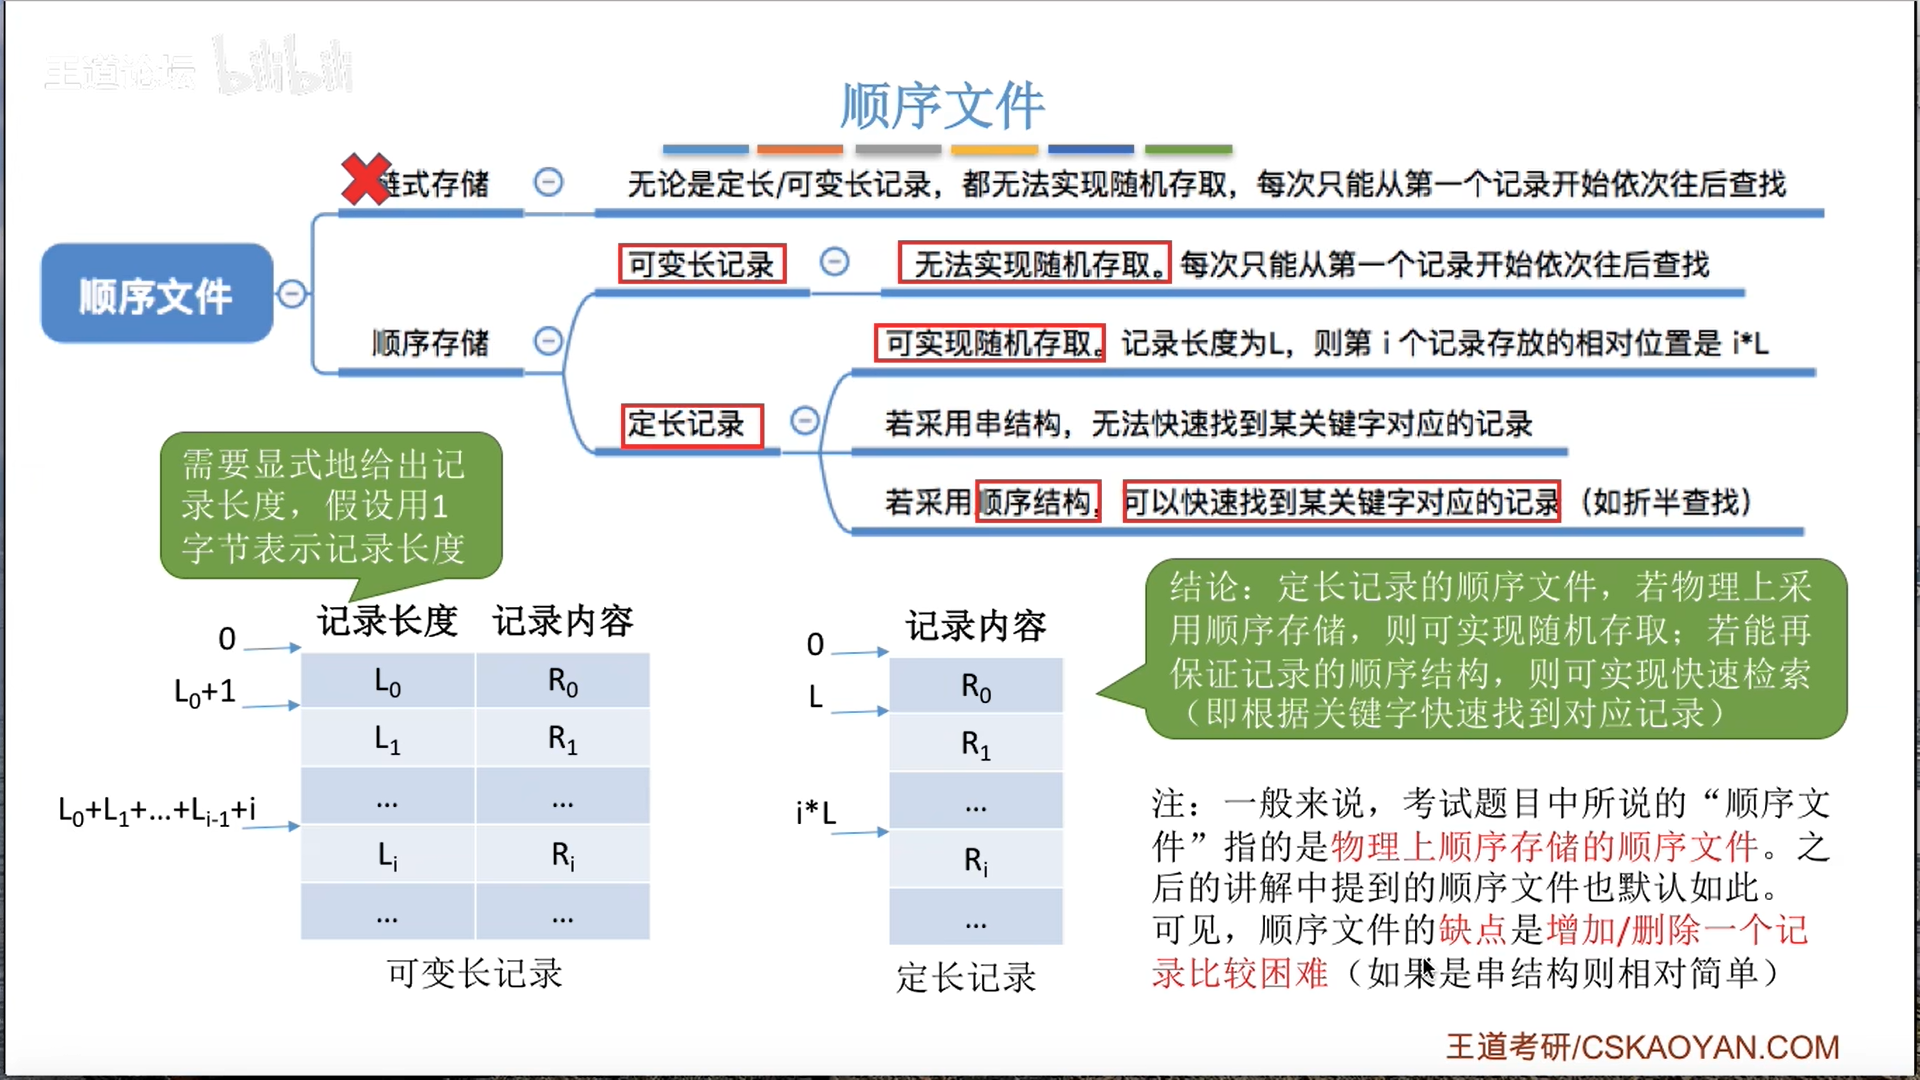 王道论坛 bilibili
顺序文件
链式存储
无论是定长/可变长记录，都无法实现随机存取，每次只能从第一个记录开始依次往后查找
可变长记录
无法实现随机存取。每次只能从第一个记录开始依次往后查找
顺序文件
顺序存储
可实现随机存取。记录长度为L，则第 i 个记录存放的相对位置是 i*L
定长记录
若采用串结构，无法快速找到某关键字对应的记录
若采用顺序结构，可以快速找到某关键字对应的记录（如折半查找）
需要显式地给出记
录长度，假设用1
字节表示记录长度
记录长度 记录内容
0
L₀+1
L₀+L₁+...+Lᵢ₋₁+i
L₀ R₀
L₁ R₁
... ...
Lᵢ Rᵢ
... ...
可变长记录
记录内容
0
L
i*L
R₀
R₁
...
Rᵢ
...
定长记录
结论：定长记录的顺序文件，若物理上采
用顺序存储，则可实现随机存取；若能再
保证记录的顺序结构，则可实现快速检索
（即根据关键字快速找到对应记录）
注：一般来说，考试题目中所说的“顺序文
件”指的是物理上顺序存储的顺序文件。之
后的讲解中提到的顺序文件也默认如此。
可见，顺序文件的缺点是增加/删除一个记
录比较困难（如果是串结构则相对简单）
王道考研/CSKAOYAN.COM